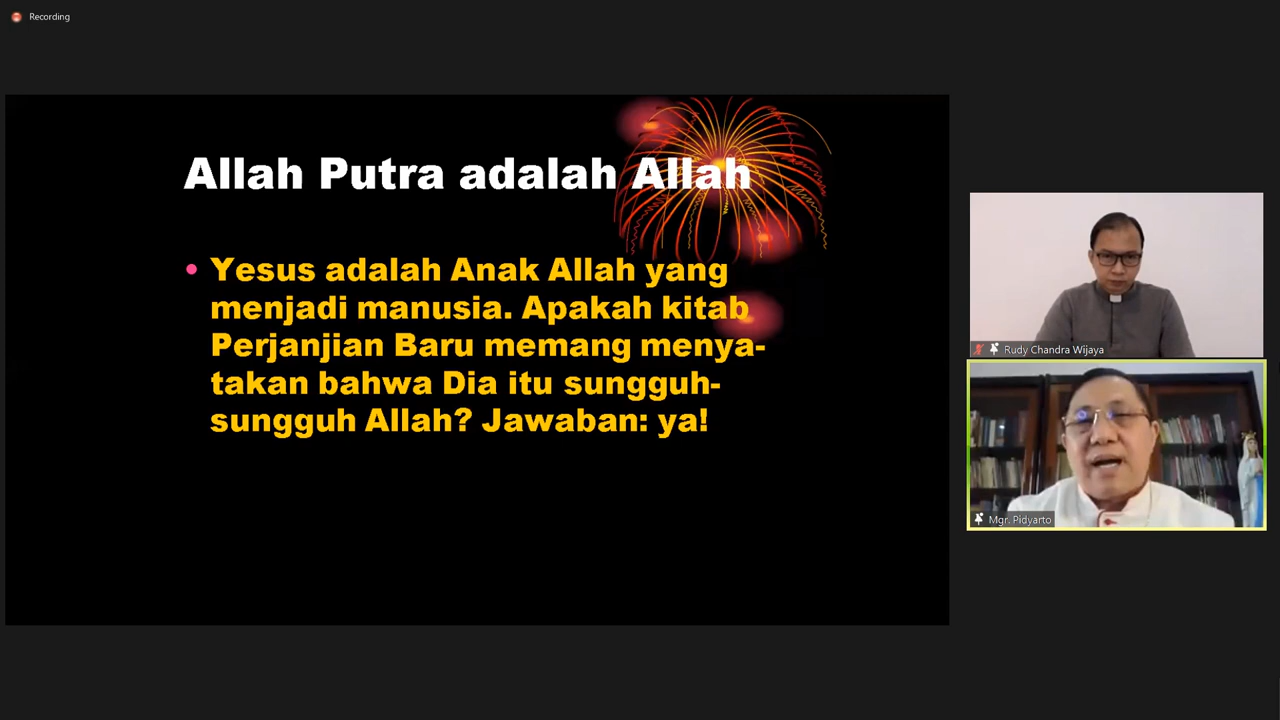 Recording
Allah Putra adalah Allah
• Yesus adalah Anak Allah yang
menjadi manusia. Apakah kitab
Perjanjian Baru memang menya-
takan bahwa Dia itu sungguh-
sungguh Allah? Jawaban: ya!
Rudy Chandra Wijaya
Mgr. Pidyarto